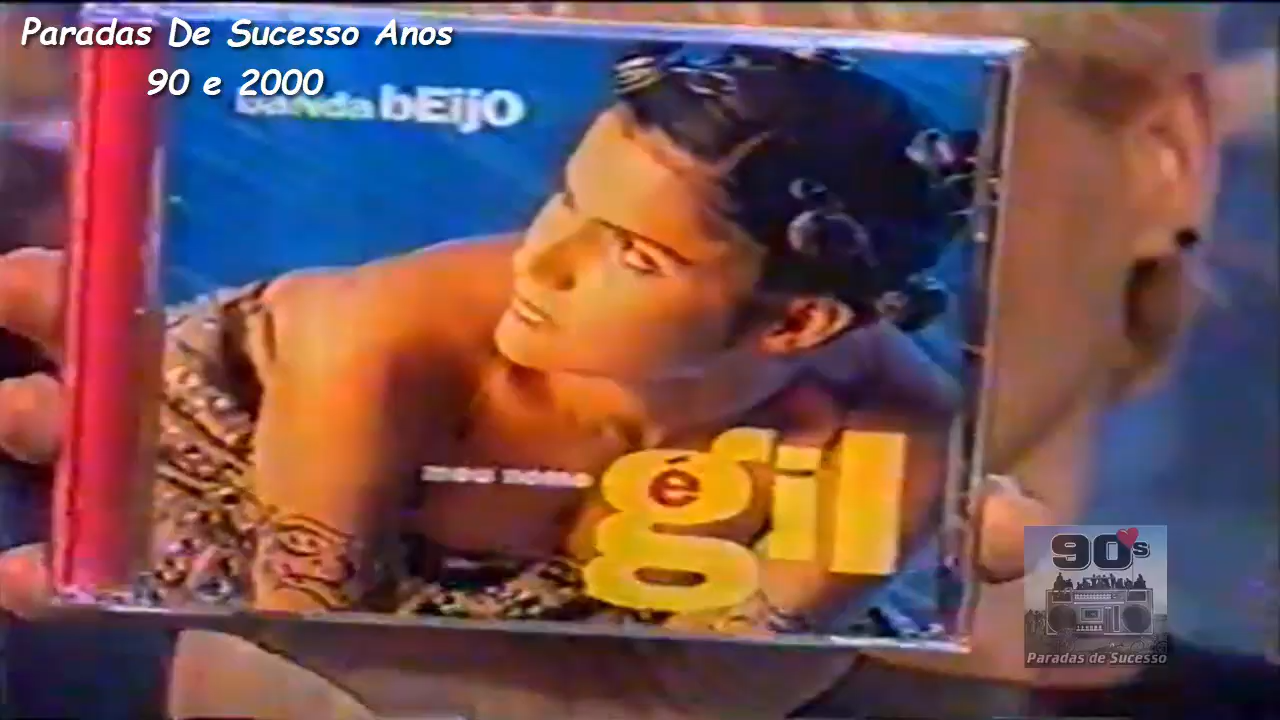 Paradas De Sucesso Anos
90 e 2000
banda bEijO
meu nome
é
gil
90s
Paradas de Sucesso